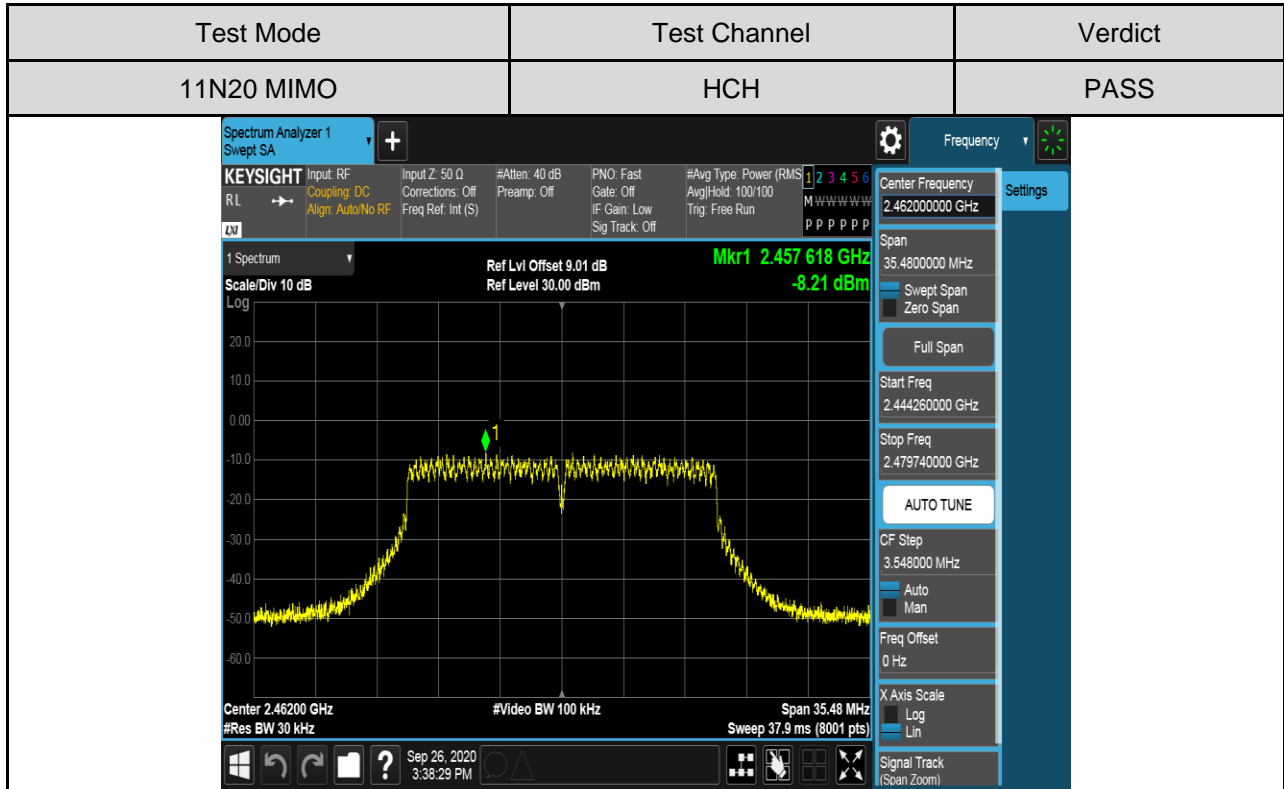 Test Mode Test Channel Verdict
11N20 MIMO HCH PASS
Spectrum Analyzer 1
Swept SA
+
Frequency
KEYSIGHT
RL
LXI
Input: RF
Coupling: DC
Align: Auto/No RF
Input Z: 50 Ω
Corrections: Off
Freq Ref: Int (S)
#Atten: 40 dB
Preamp: Off
PNO: Fast
Gate: Off
IF Gain: Low
Sig Track: Off
#Avg Type: Power (RMS
Avg|Hold: 100/100
Trig: Free Run
1 2 3 4 5 6
M W W W W W
P P P P P P
1 Spectrum
Scale/Div 10 dB
Ref Lvl Offset 9.01 dB
Ref Level 30.00 dBm
Mkr1 2.457 618 GHz
-8.21 dBm
Log
20.0
10.0
0.00
-10.0
-20.0
-30.0
-40.0
-50.0
-60.0
1
Center 2.46200 GHz
#Res BW 30 kHz
#Video BW 100 kHz
Span 35.48 MHz
Sweep 37.9 ms (8001 pts)
?
Sep 26, 2020
3:38:29 PM
Center Frequency
2.462000000 GHz
Settings
Span
35.4800000 MHz
Swept Span
Zero Span
Full Span
Start Freq
2.444260000 GHz
Stop Freq
2.479740000 GHz
AUTO TUNE
CF Step
3.548000 MHz
Auto
Man
Freq Offset
0 Hz
X Axis Scale
Log
Lin
Signal Track
(Span Zoom)